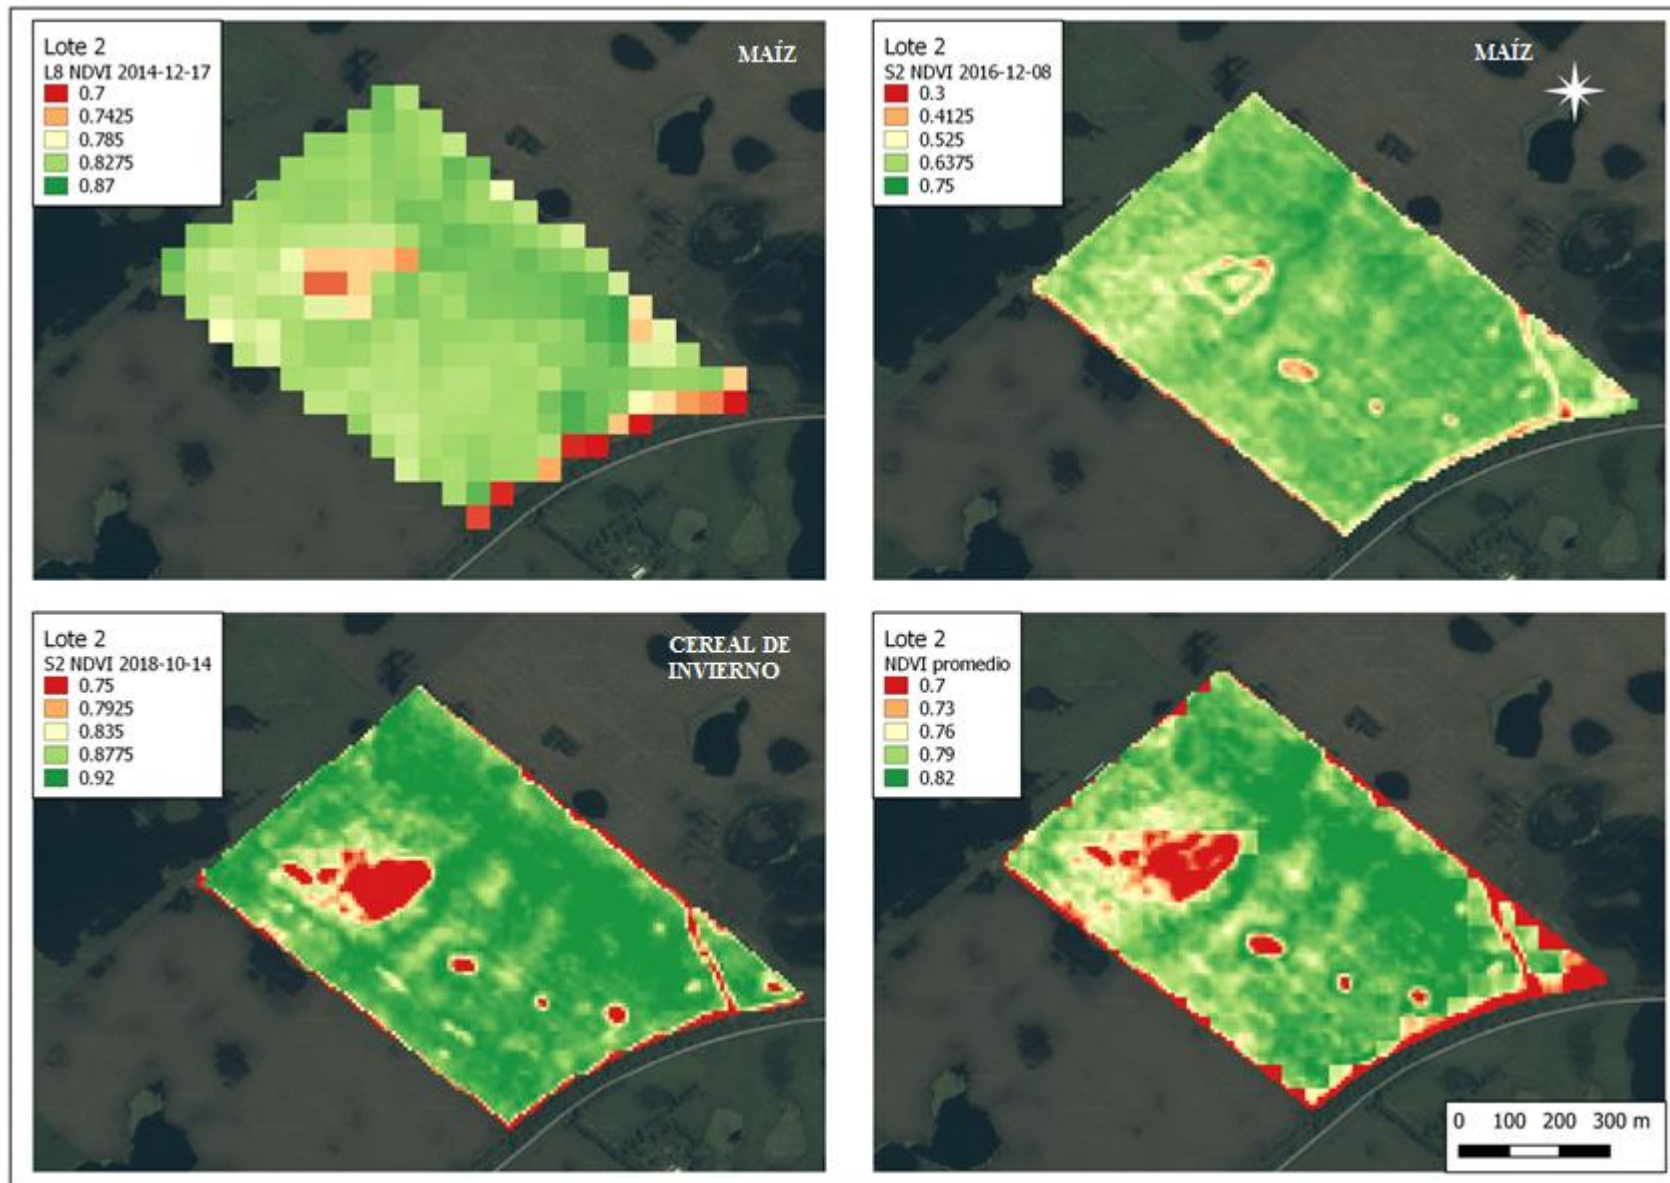 Lote 2
L8 NDVI 2014-12-17
0.7
0.7425
0.785
0.8275
0.87
MAÍZ
Lote 2
S2 NDVI 2016-12-08
0.3
0.4125
0.525
0.6375
0.75
MAÍZ
Lote 2
S2 NDVI 2018-10-14
0.75
0.7925
0.835
0.8775
0.92
CEREAL DE
INVIERNO
Lote 2
NDVI promedio
0.7
0.73
0.76
0.79
0.82
0 100 200 300 m